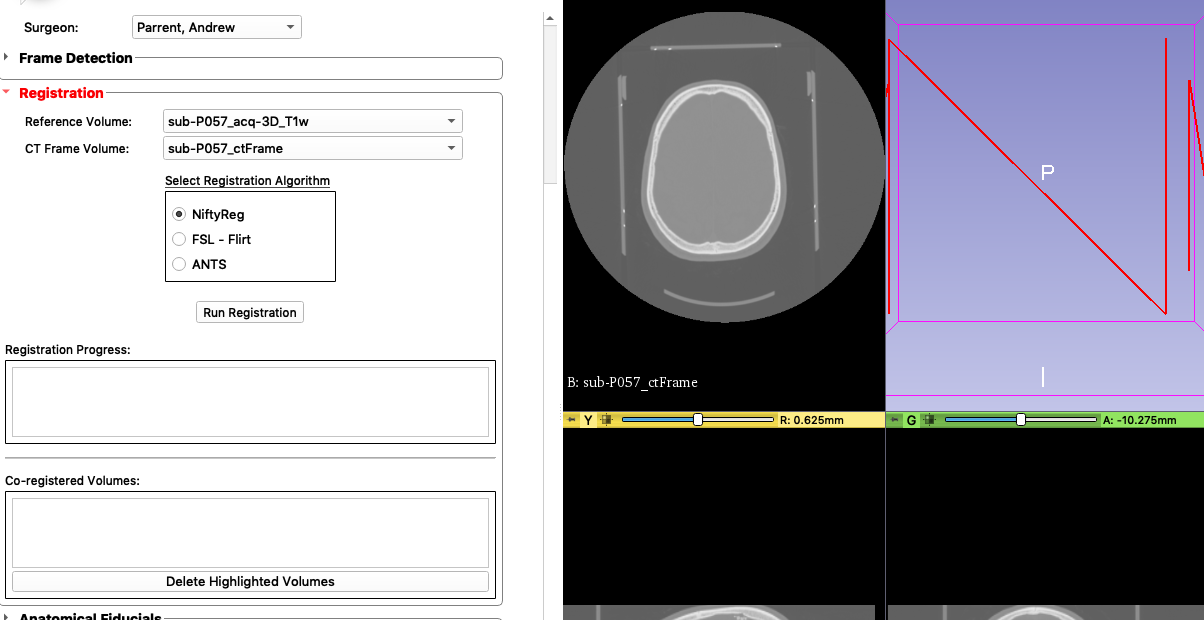 Surgeon:
Parrent, Andrew
Frame Detection
Registration
Reference Volume:
sub-P057_acq-3D_T1w
CT Frame Volume:
sub-P057_ctFrame
Select Registration Algorithm
NiftyReg
FSL - Flirt
ANTS
Run Registration
Registration Progress:
Co-registered Volumes:
Delete Highlighted Volumes
Anatomical Fiducials
B: sub-P057_ctFrame
P
I
Y
R: 0.625mm
G
A: -10.275mm